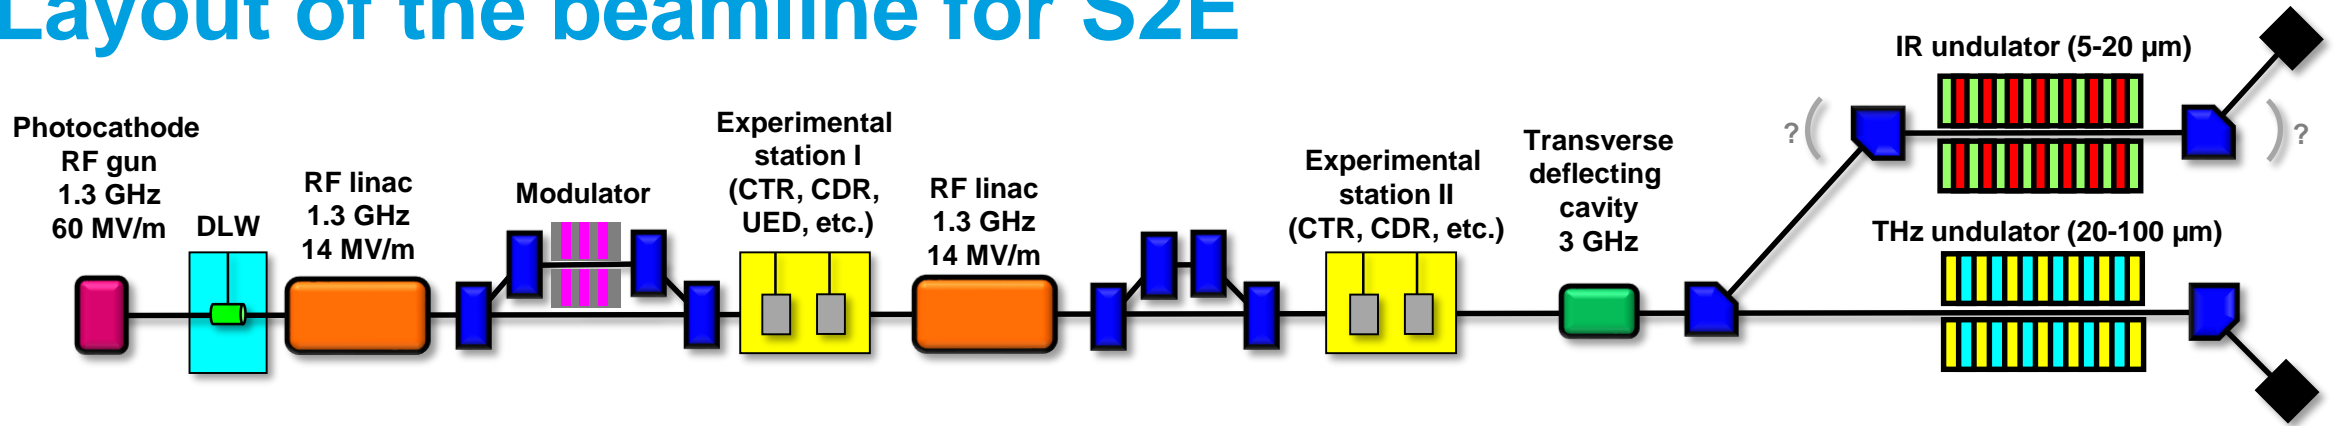 Layout of the beamline for S2E
Photocathode
RF gun
1.3 GHz
60 MV/m
DLW
RF linac
1.3 GHz
14 MV/m
Modulator
Experimental
station I
(CTR, CDR,
UED, etc.)
RF linac
1.3 GHz
14 MV/m
Experimental
station II
(CTR, CDR, etc.)
Transverse
deflecting
cavity
3 GHz
IR undulator (5-20 µm)
?
?
THz undulator (20-100 µm)